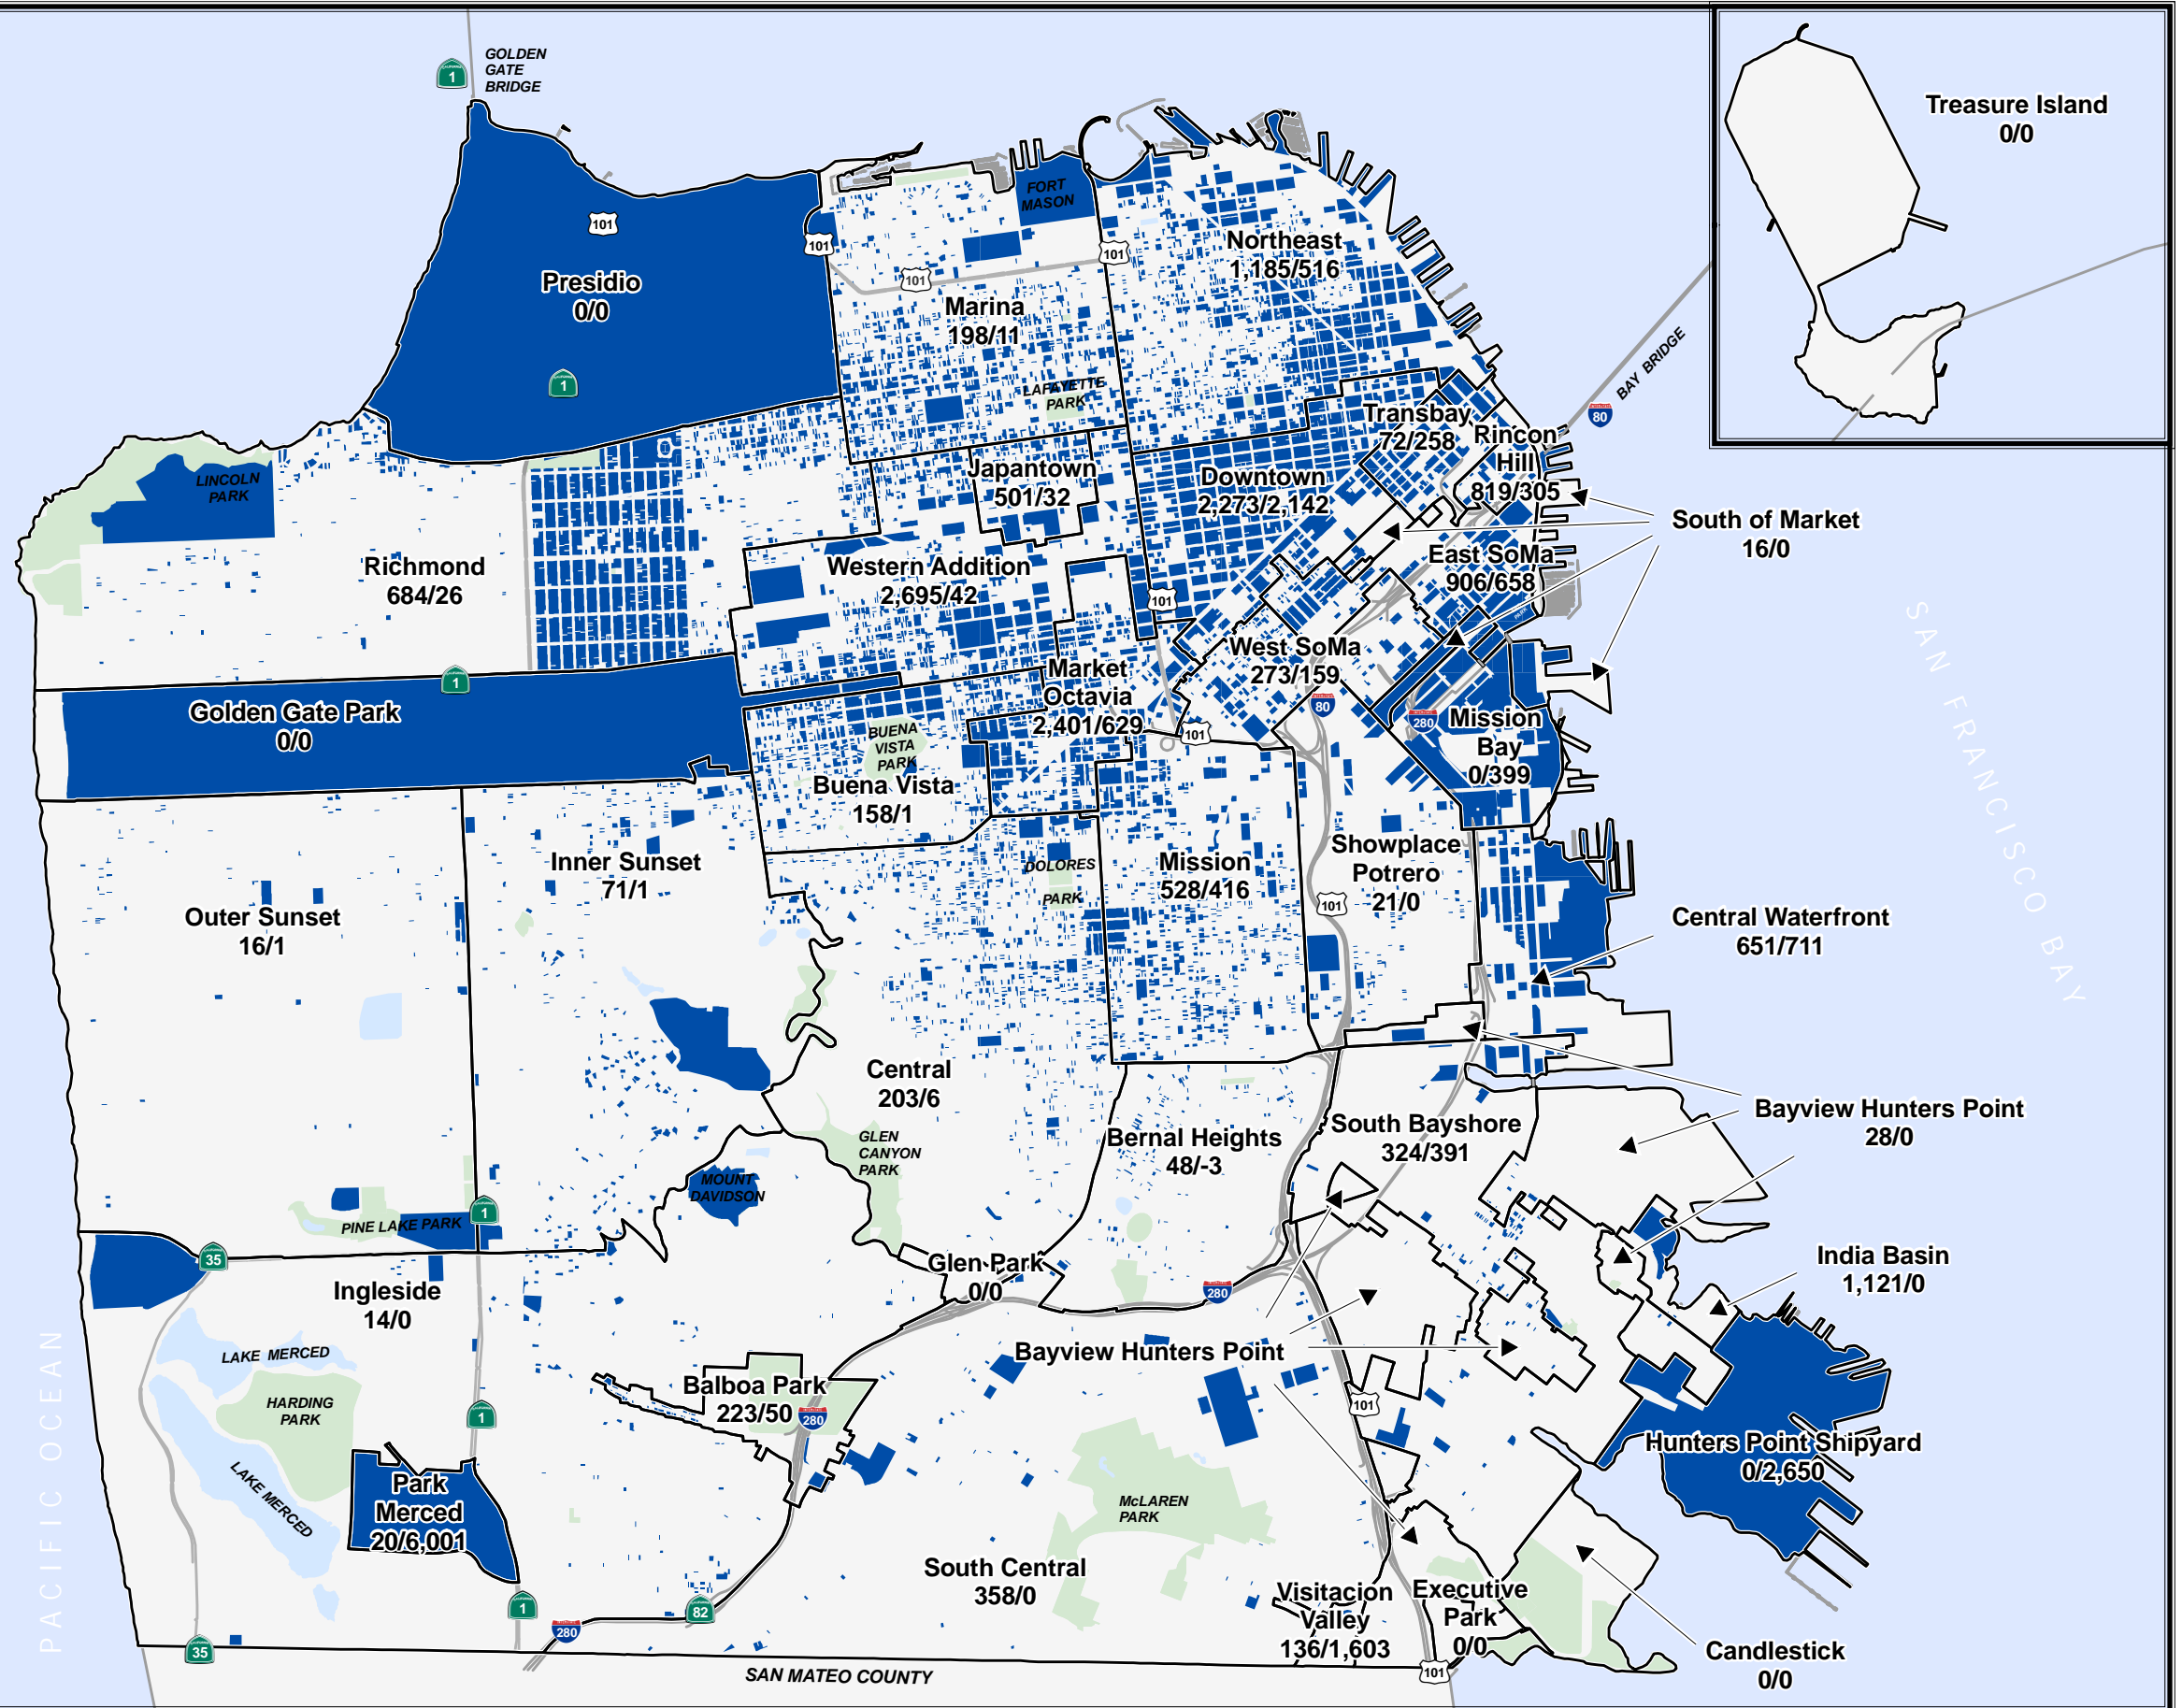 GOLDEN
GATE
BRIDGE
1
Treasure Island
0/0
101
Presidio
0/0
1
101
FORT
MASON
101
101
Marina
198/11
LAFAYETTE
PARK
Northeast
1,185/516
BAY BRIDGE
80
Transbay
72/258
Rincon
Hill
819/305
LINCOLN
PARK
Japantown
501/32
Downtown
2,273/2,142
South of Market
16/0
Richmond
684/26
Western Addition
2,695/42
East SoMa
906/658
101
West SoMa
273/159
Market
Octavia
2,401/629
1
Golden Gate Park
0/0
80
280
101
Mission
Bay
0/399
BUENA
VISTA
PARK
Buena Vista
158/1
SAN FRANCISCO BAY
Inner Sunset
71/1
Outer Sunset
16/1
DOLORES
PARK
Mission
528/416
Showplace
Potrero
21/0
101
Central Waterfront
651/711
Central
203/6
Bernal Heights
48/-3
South Bayshore
324/391
Bayview Hunters Point
28/0
GLEN
CANYON
PARK
MOUNT
DAVIDSON
PINE LAKE PARK
1
35
Glen Park
0/0
280
India Basin
1,121/0
Ingleside
14/0
LAKE MERCED
Bayview Hunters Point
HARDING
PARK
1
Balboa Park
223/50
280
101
LAKE MERCED
Park
Merced
20/6,001
Hunters Point Shipyard
0/2,650
McLAREN
PARK
South Central
358/0
Visitacion
Valley
136/1,603
Executive
Park
0/0
Candlestick
0/0
1
280
82
35
101
SAN MATEO COUNTY
PACIFIC OCEAN